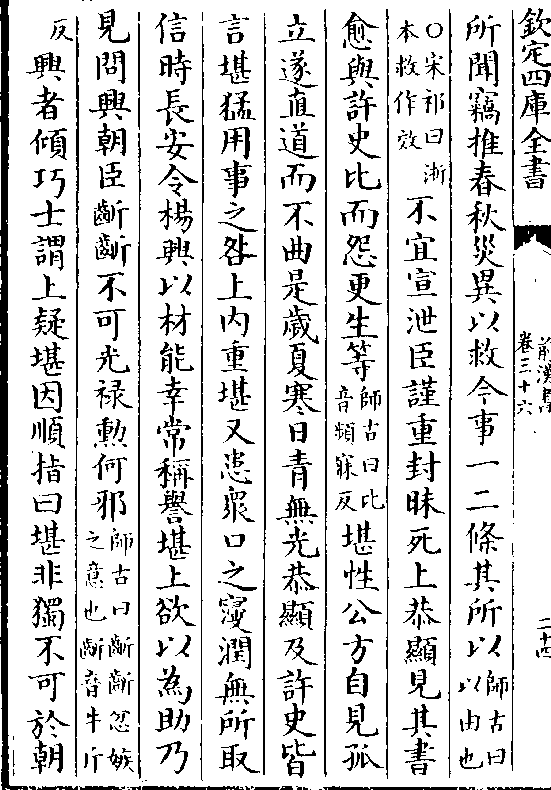 欽定四庫全書
前漢書
卷三十六
二十四
所聞竊推春秋災異以救今事一二條其所以師古曰以由也
○宋祁曰浙本救作效不宜宣泄臣謹重封昧死上恭顯見其書
愈與許史比而怨更生等師古曰比音頻寐反堪性公方自見孤
立遂直道而不曲是歲夏寒日青無光恭顯及許史皆
言堪猛用事之咎上內重堪又患衆口之寖潤無所取
信時長安令楊興以材能幸常稱譽堪上欲以為助乃
見問興朝臣齗齗不可光祿勲何邪師古曰齗齗忿嫉之意也齗音牛斤
反興者傾巧士謂上疑堪因順指曰堪非獨不可於朝